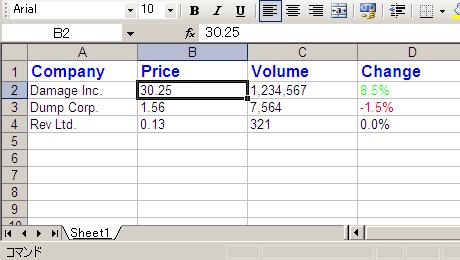 Arial 10 B I U
B2 fx 30.25
A B C D
1 Company Price Volume Change
2 Damage Inc. 30.25 1,234,567 8.5%
3 Dump Corp. 1.56 7,564 -1.5%
4 Rev Ltd. 0.13 321 0.0%
5
6
7
8
9
10
Sheet1
コマンド